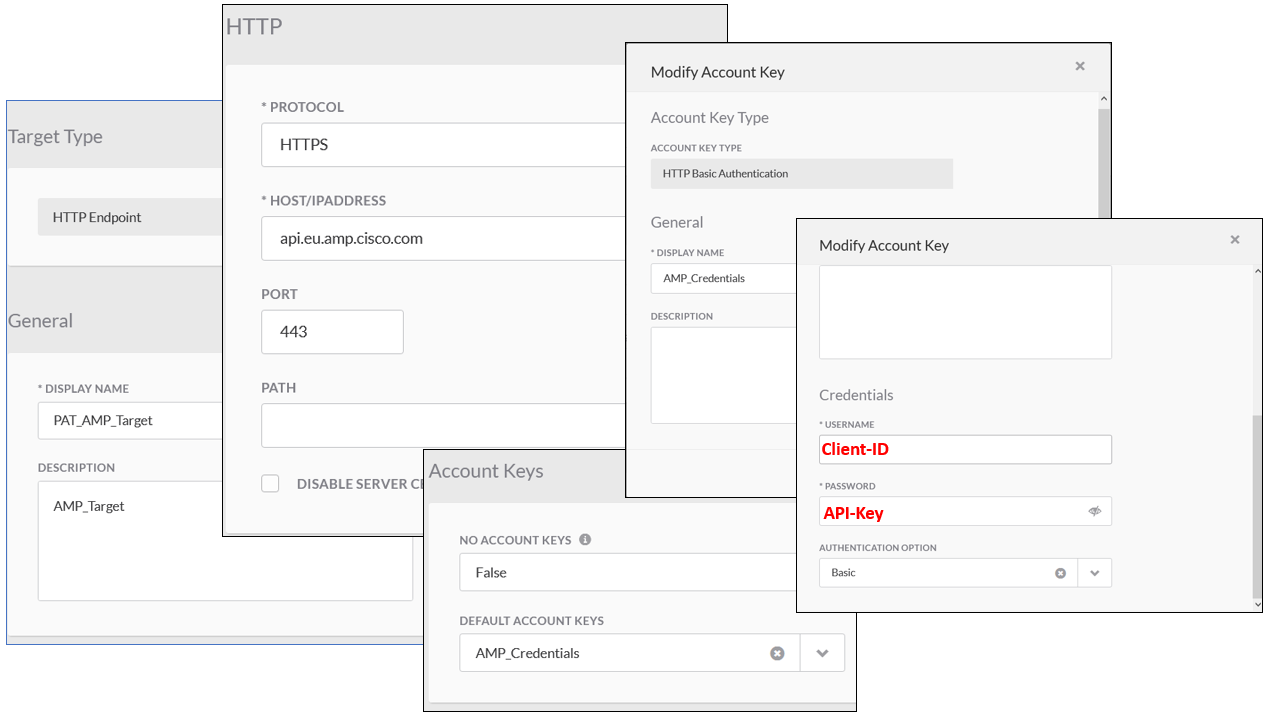 Target Type
HTTP Endpoint
General
* DISPLAY NAME
PAT_AMP_Target
DESCRIPTION
AMP_Target
HTTP
* PROTOCOL
HTTPS
* HOST/IPADDRESS
api.eu.amp.cisco.com
PORT
443
PATH
DISABLE SERVER
Account Keys
NO ACCOUNT KEYS
False
DEFAULT ACCOUNT KEYS
AMP_Credentials
Modify Account Key
Account Key Type
ACCOUNT KEY TYPE
HTTP Basic Authentication
General
* DISPLAY NAME
AMP_Credentials
DESCRIPTION
Modify Account Key
Credentials
* USERNAME
Client-ID
* PASSWORD
API-Key
AUTHENTICATION OPTION
Basic